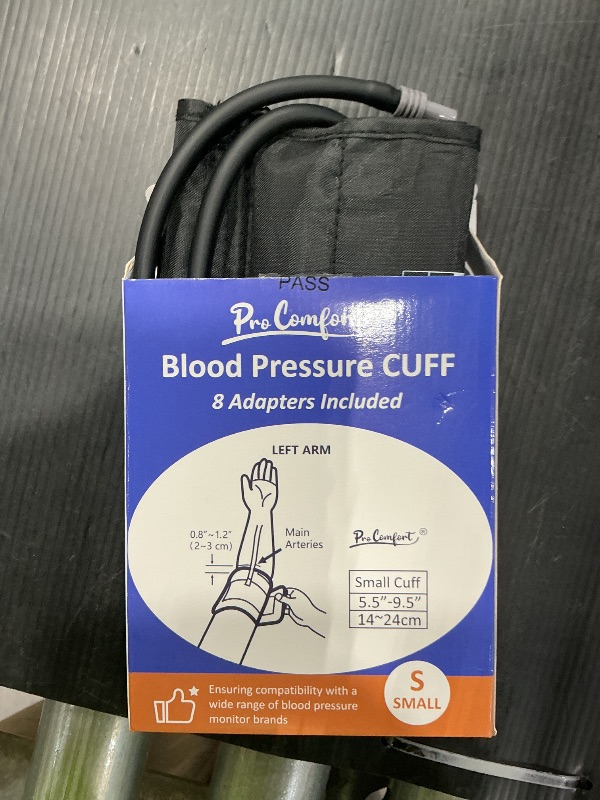 PASS
Pro Comfort
Blood Pressure CUFF
8 Adapters Included
LEFT ARM
0.8”~1.2”
(2~3 cm)
Main
Arteries
Pro Comfort®
Small Cuff
5.5”-9.5”
14~24cm
Ensuring compatibility with a
wide range of blood pressure
monitor brands
S
SMALL